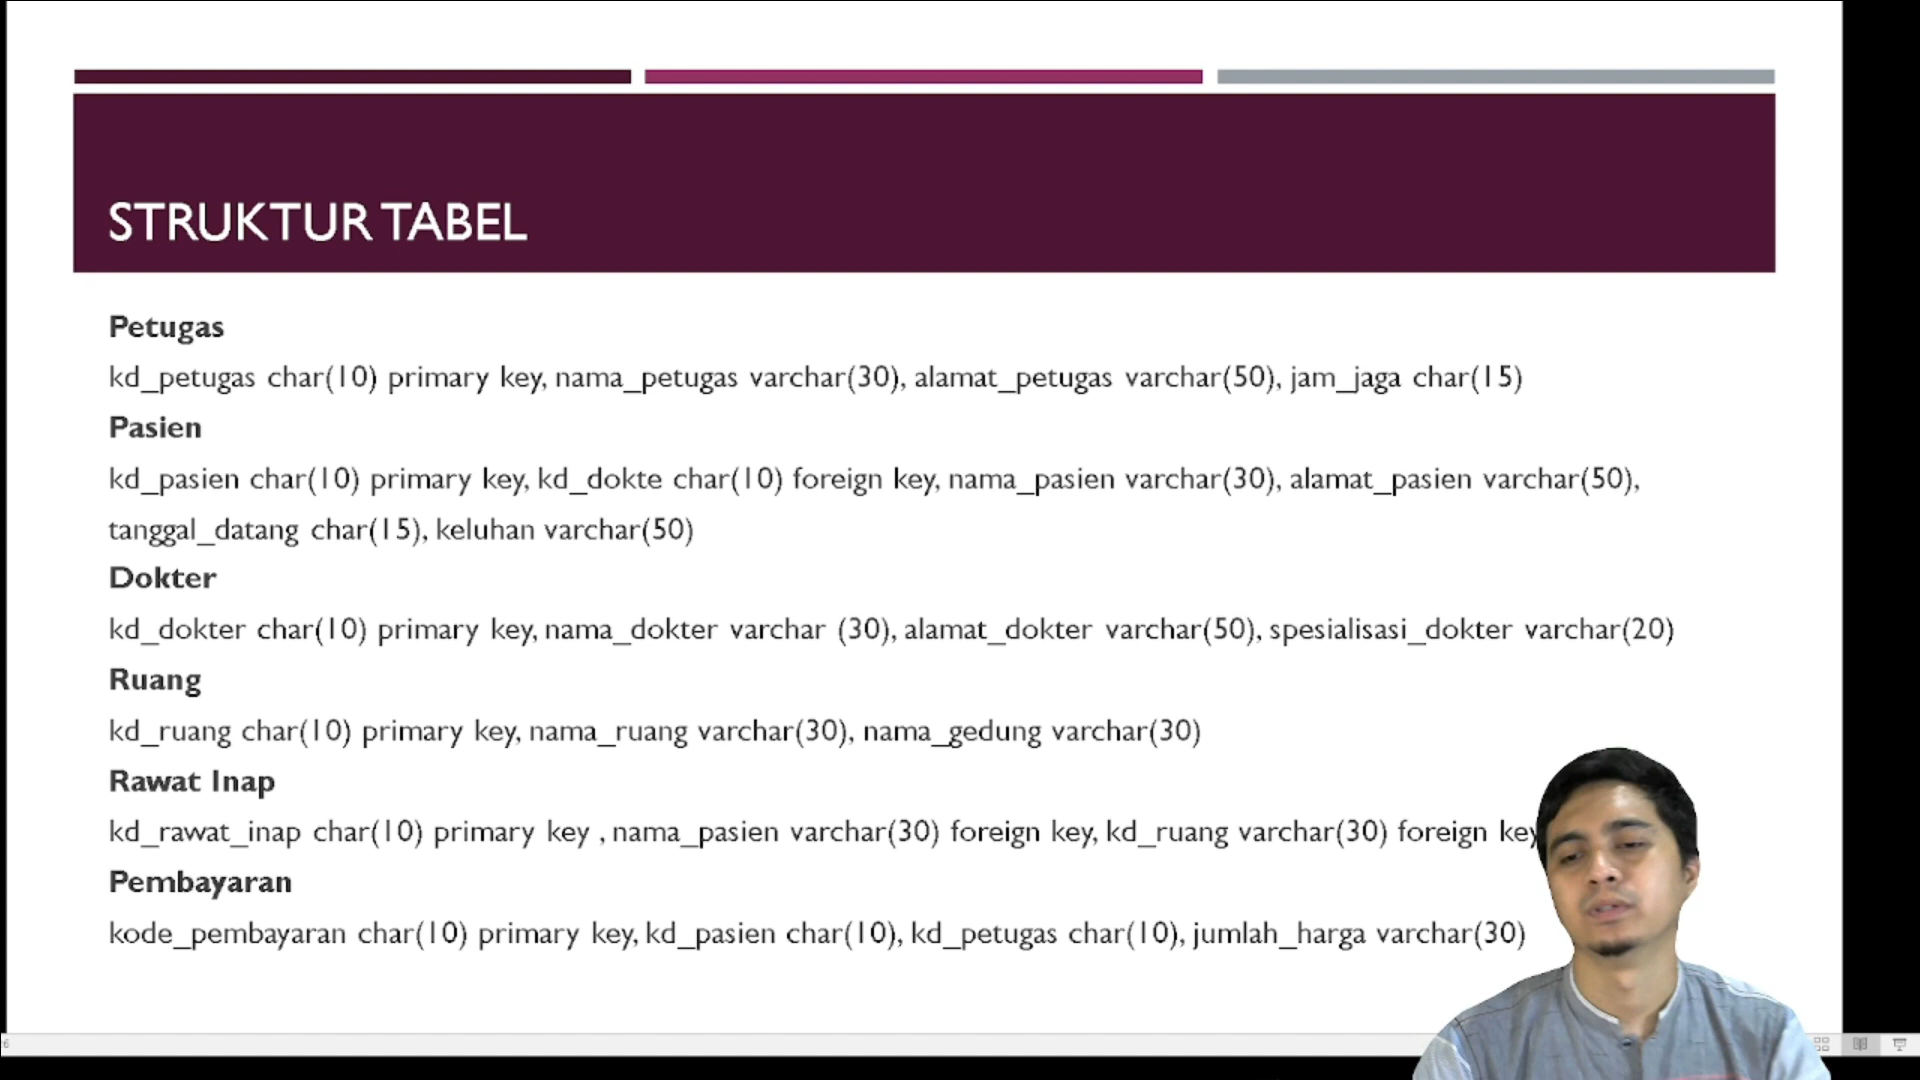 STRUKTUR TABEL
Petugas
kd_petugas char(10) primary key, nama_petugas varchar(30), alamat_petugas varchar(50), jam_jaga char(15)
Pasien
kd_pasien char(10) primary key, kd_dokte char(10) foreign key, nama_pasien varchar(30), alamat_pasien varchar(50),
tanggal_datang char(15), keluhan varchar(50)
Dokter
kd_dokter char(10) primary key, nama_dokter varchar (30), alamat_dokter varchar(50), spesialisasi_dokter varchar(20)
Ruang
kd_ruang char(10) primary key, nama_ruang varchar(30), nama_gedung varchar(30)
Rawat Inap
kd_rawat_inap char(10) primary key , nama_pasien varchar(30) foreign key, kd_ruang varchar(30) foreign key
Pembayaran
kode_pembayaran char(10) primary key, kd_pasien char(10), kd_petugas char(10), jumlah_harga varchar(30)